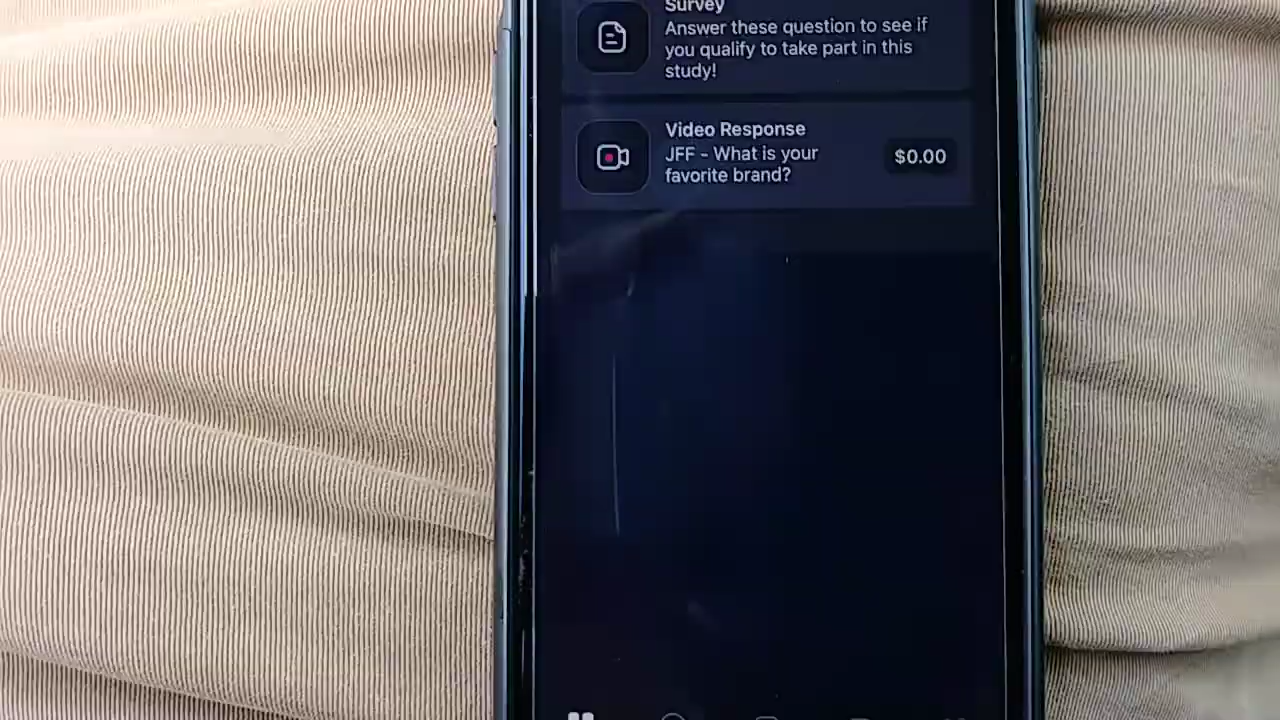 Survey
Answer these question to see if
you qualify to take part in this
study!
Video Response
JFF - What is your
favorite brand?
$0.00